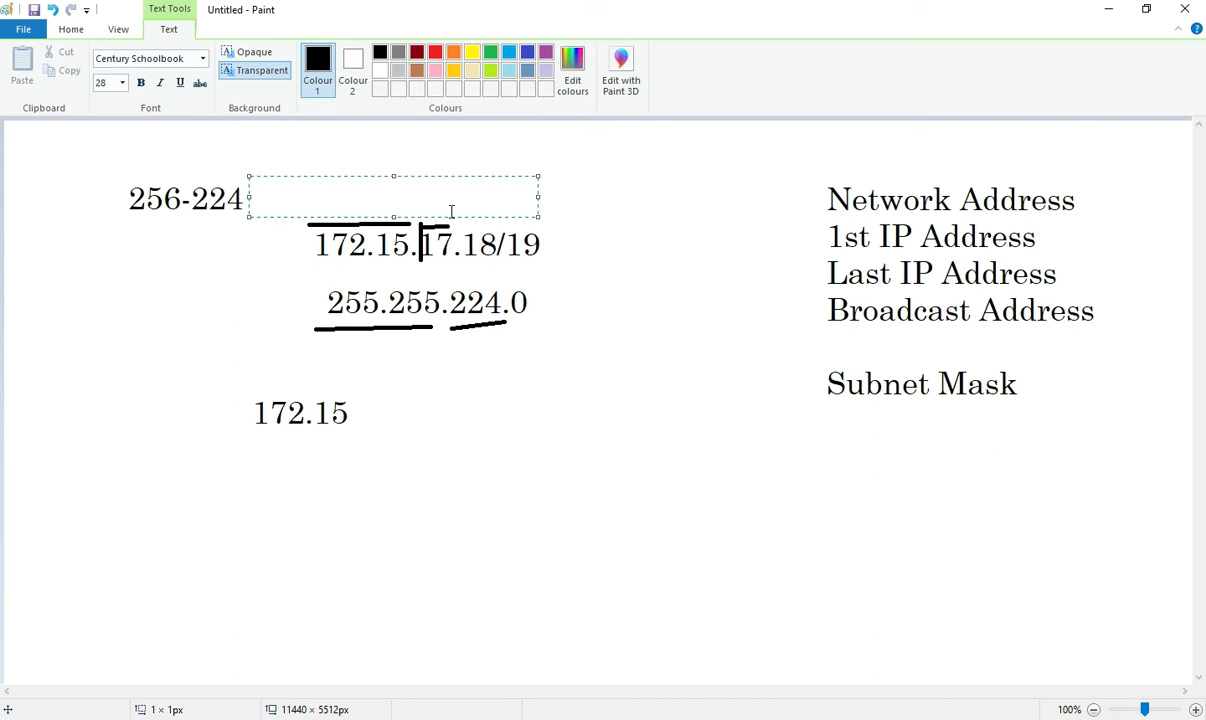 Text Tools
Untitled - Paint
File
Home
View
Text
Paste
Cut
Copy
Clipboard
Century Schoolbook
28
B I U abc
Font
Opaque
Transparent
Background
Colour 1
Colour 2
Edit colours
Colours
Edit with Paint 3D
256-224
172.15.17.18/19
255.255.224.0
172.15
Network Address
1st IP Address
Last IP Address
Broadcast Address
Subnet Mask
1 × 1px
11440 × 5512px
100%